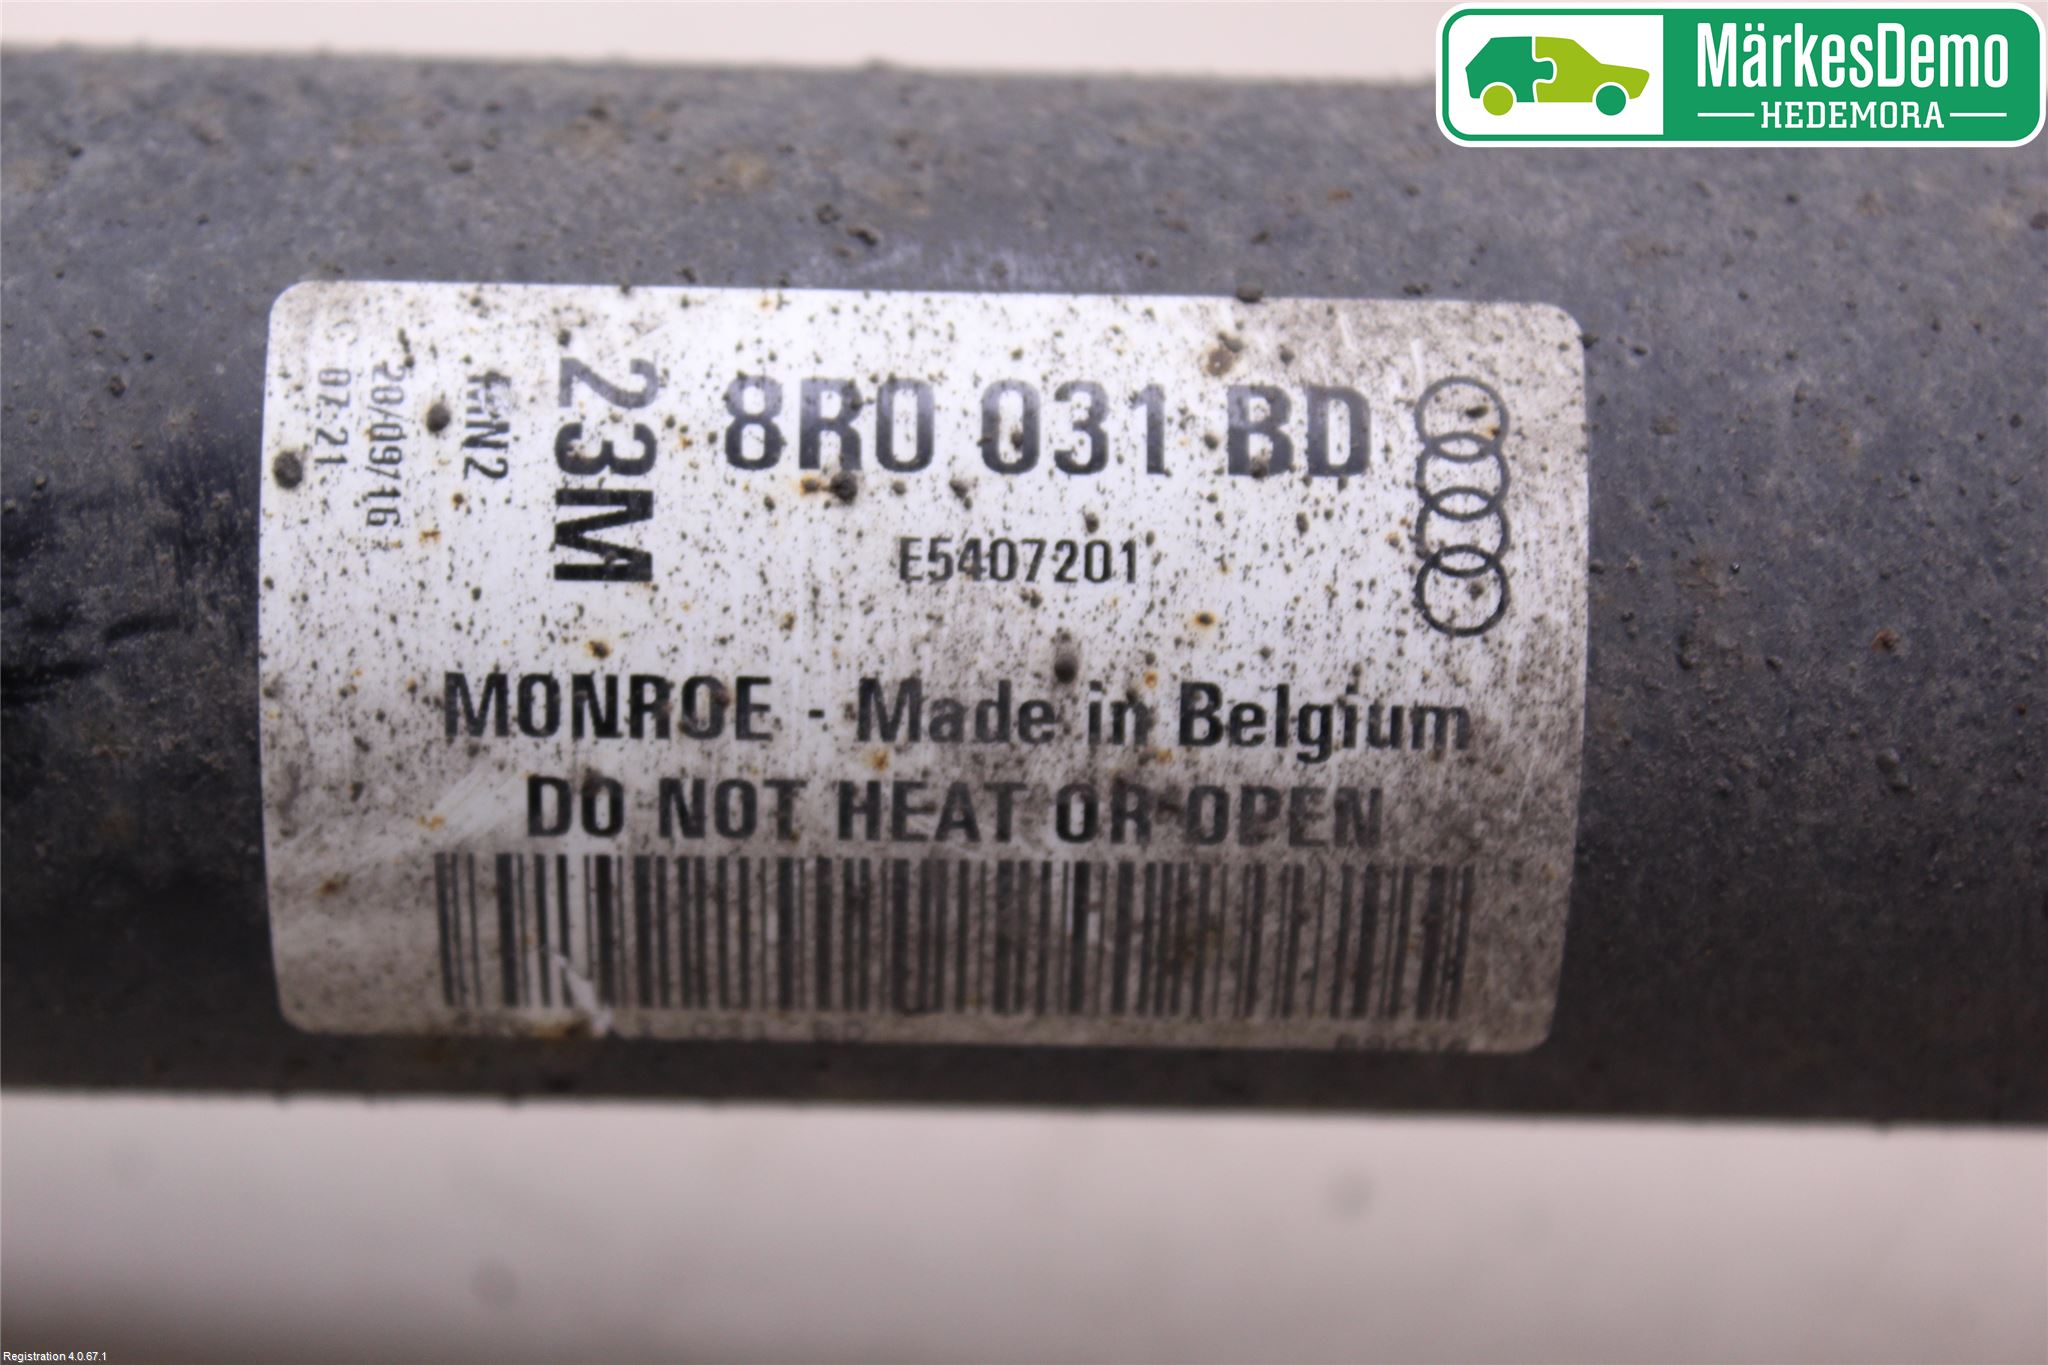 MärkesDemo
HEDEMORA
8R0 031 BD
E5407201
23M
20/09/16
07:21
MONROE - Made in Belgium
DO NOT HEAT OR OPEN
Registration 4.0.67.1